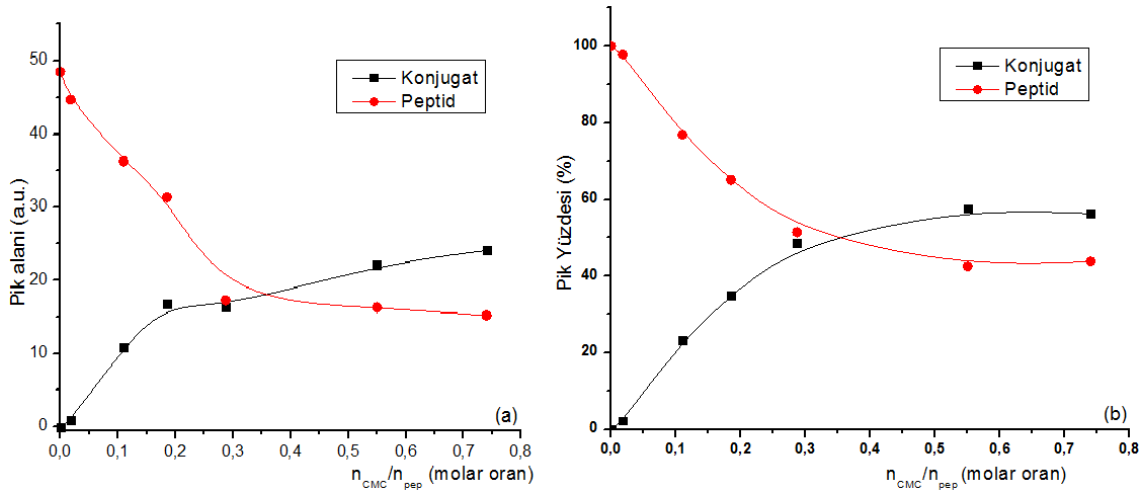 Pik alani (a.u.)
50
40
30
20
10
0
Konjugat
Peptid
(a)
0,0 0,1 0,2 0,3 0,4 0,5 0,6 0,7 0,8
nCMC/npep (molar oran)
Pik Yüzdesi (%)
100
80
60
40
20
0
Konjugat
Peptid
(b)
0,0 0,1 0,2 0,3 0,4 0,5 0,6 0,7 0,8
nCMC/npep (molar oran)